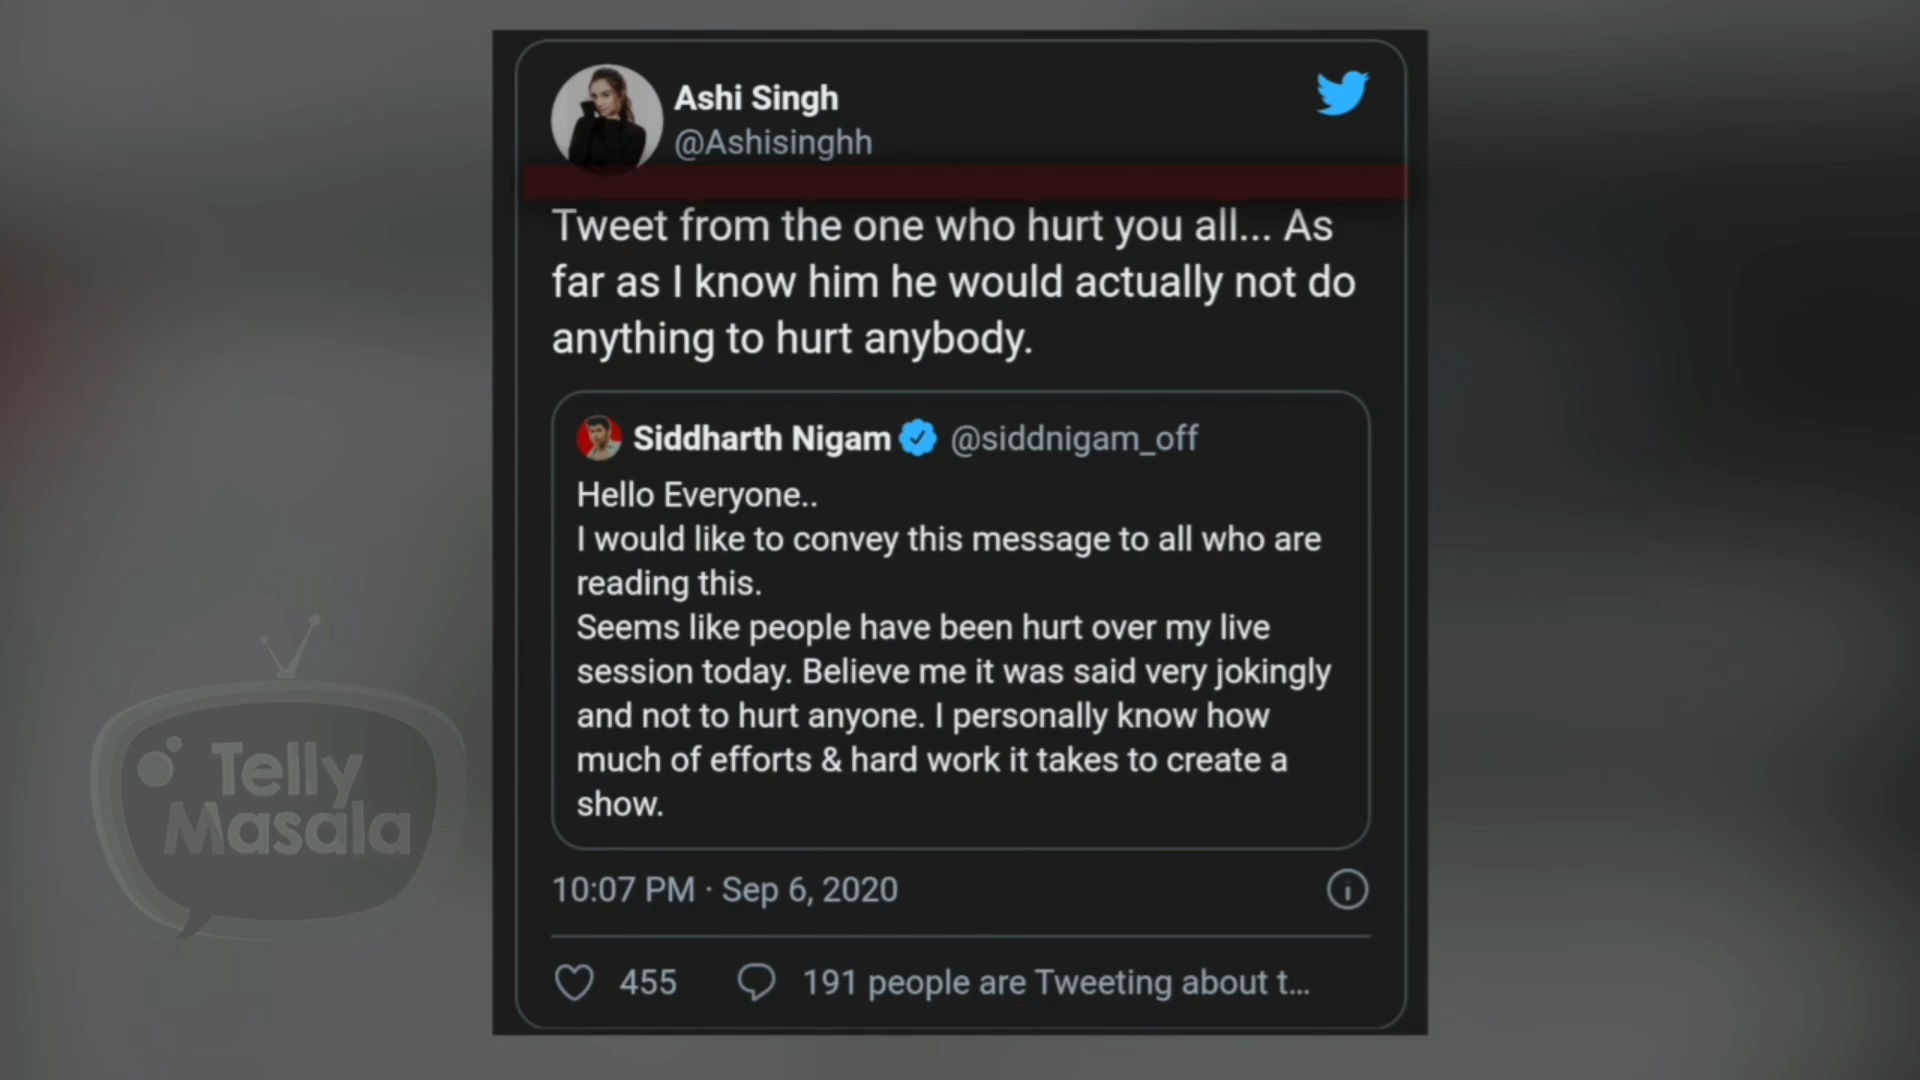 Ashi Singh
@Ashisinghh
Tweet from the one who hurt you all... As
far as I know him he would actually not do
anything to hurt anybody.
Siddharth Nigam @siddnigam_off
Hello Everyone..
I would like to convey this message to all who are
reading this.
Seems like people have been hurt over my live
session today. Believe me it was said very jokingly
and not to hurt anyone. I personally know how
much of efforts & hard work it takes to create a
show.
10:07 PM · Sep 6, 2020
455 191 people are Tweeting about t...
Telly
Masala